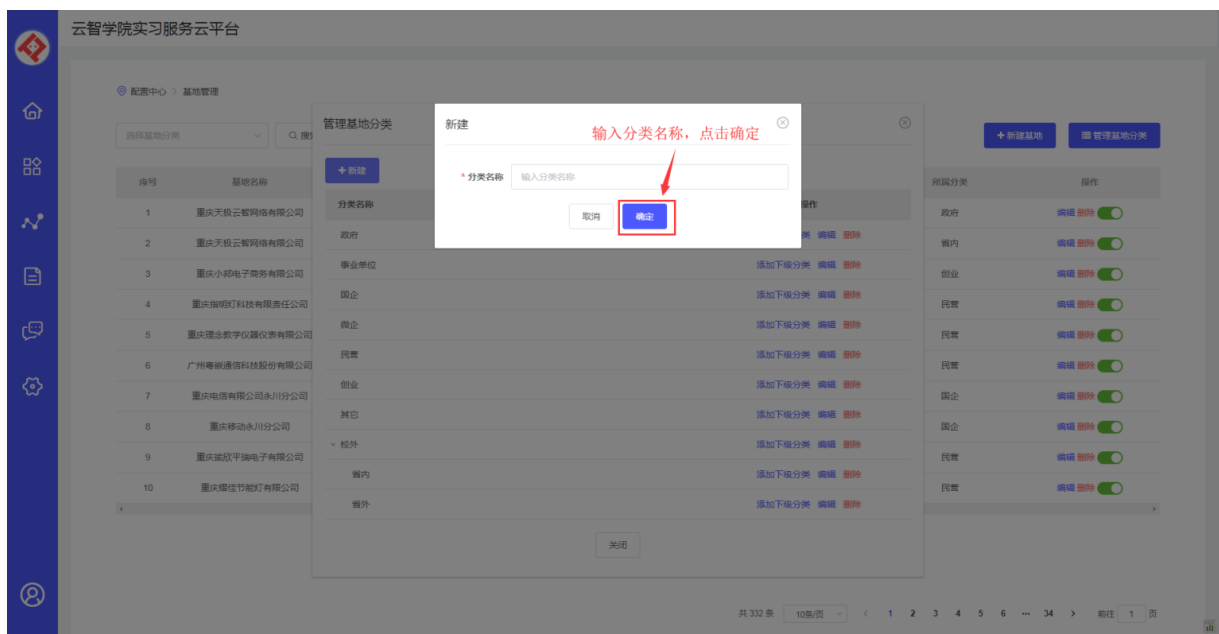 云智学院实习服务云平台
配置中心 > 基地管理
选择基地分类
+ 新建基地
管理基地分类
序号
基地名称
所属分类
操作
1 重庆天极云智网络有限公司 政府 编辑 删除
2 重庆天极云智网络有限公司 省内 编辑 删除
3 重庆小邦电子商务有限公司 创业 编辑 删除
4 重庆指明灯科技有限责任公司 民营 编辑 删除
5 重庆理念教学仪器仪表有限公司 民营 编辑 删除
6 广州粤嵌通信科技股份有限公司 民营 编辑 删除
7 重庆电信有限公司永川分公司 国企 编辑 删除
8 重庆移动永川分公司 国企 编辑 删除
9 重庆瑜欣平瑞电子有限公司 民营 编辑 删除
10 民营 编辑 删除
管理基地分类
+ 新建
分类名称
操作
政府 编辑 删除
事业单位 添加下级分类 编辑 删除
国企 添加下级分类 编辑 删除
微企 添加下级分类 编辑 删除
民营 添加下级分类 编辑 删除
创业 添加下级分类 编辑 删除
其它 添加下级分类 编辑 删除
校外 添加下级分类 编辑 删除
省内 添加下级分类 编辑 删除
省外 添加下级分类 编辑 删除
关闭
新建
输入分类名称，点击确定
* 分类名称 输入分类名称
取消 确定
共 332 条 10条/页 < 1 2 3 4 5 6 ... 34 > 前往 1 页